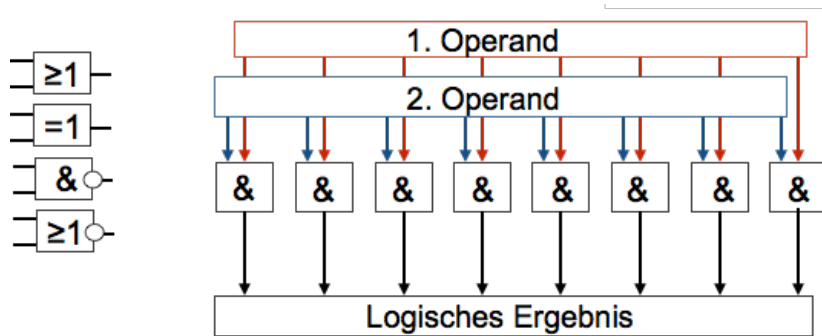 ≥1
=1
&
≥1
1. Operand
2. Operand
& & & & & & & &
Logisches Ergebnis